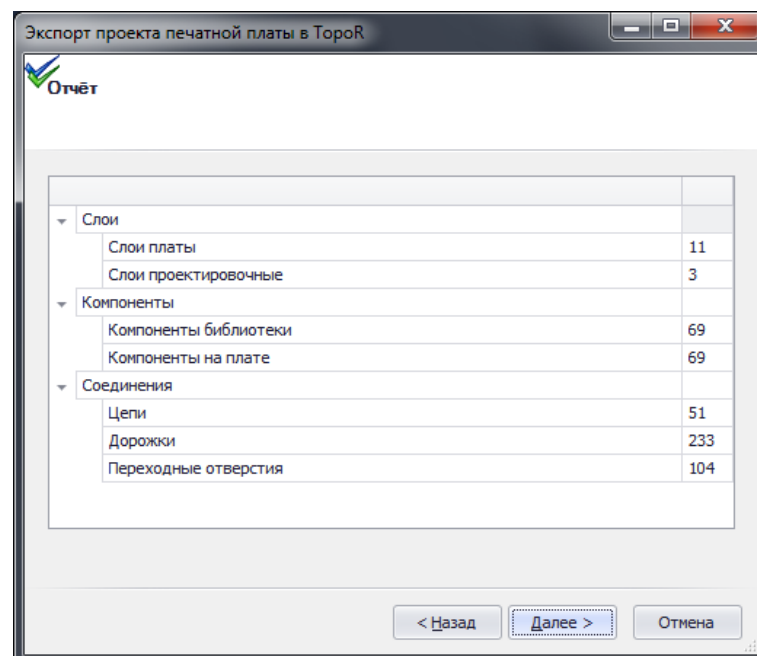 Экспорт проекта печатной платы в TopoR
Отчёт
Слои
Слои платы 11
Слои проектировочные 3
Компоненты
Компоненты библиотеки 69
Компоненты на плате 69
Соединения
Цепи 51
Дорожки 233
Переходные отверстия 104
< Назад Далее > Отмена